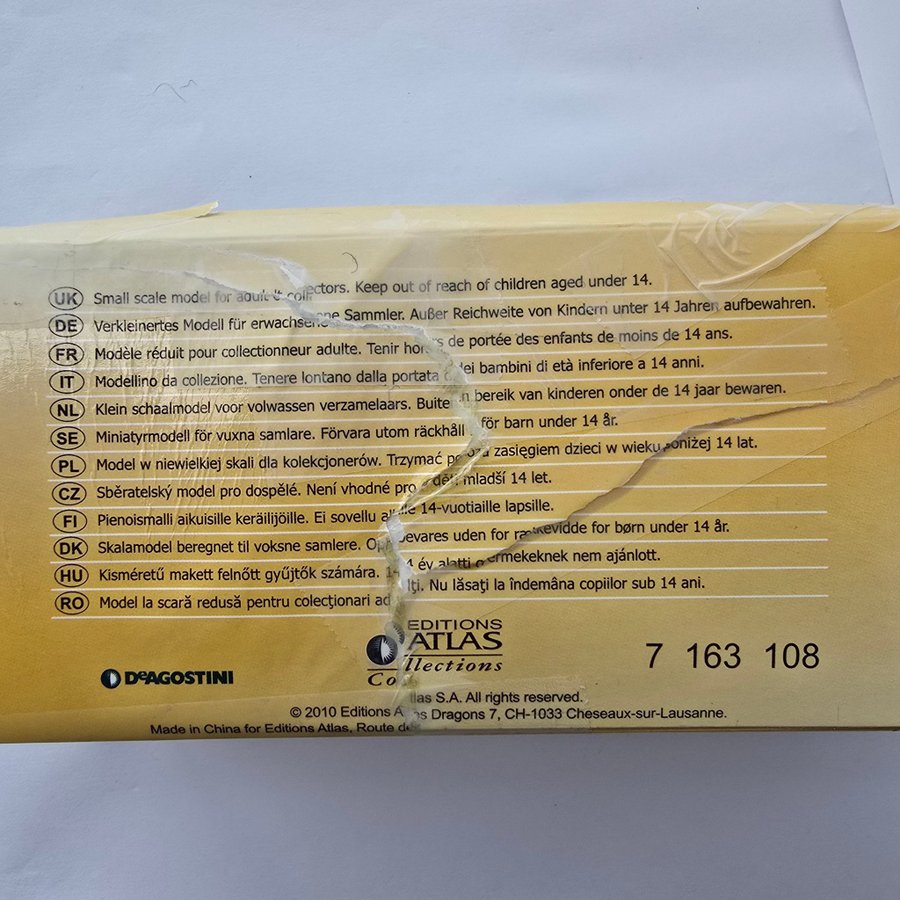 UK Small scale model for adult coll ectors. Keep out of reach of children aged under 14.
DE Verkleinertes Modell für erwachsene Sammler. Außer Reichweite von Kindern unter 14 Jahren aufbewahren.
FR Modèle réduit pour collectionneur adulte. Tenir hors de portée des enfants de moins de 14 ans.
IT Modellino da collezione. Tenere lontano dalla portata dei bambini di età inferiore a 14 anni.
NL Klein schaalmodel voor volwassen verzamelaars. Buiten bereik van kinderen onder de 14 jaar bewaren.
SE Miniatyrmodell för vuxna samlare. Förvara utom räckhåll för barn under 14 år.
PL Model w niewielkiej skali dla kolekcjonerów. Trzymać poza zasięgiem dzieci w wieku poniżej 14 lat.
CZ Sběratelský model pro dospělé. Není vhodné pro děti mladší 14 let.
FI Pienoismalli aikuisille keräilijöille. Ei sovellu alle 14-vuotiaille lapsille.
DK Skalamodel beregnet til voksne samlere. Opbevares uden for rækkevidde for børn under 14 år.
HU Kisméretű makett felnőtt gyűjtők számára. 14 év alatti gyermekeknek nem ajánlott.
RO Model la scară redusă pentru colecţionari adulţi. Nu lăsaţi la îndemâna copiilor sub 14 ani.
EDITIONS
ATLAS
Collections
DeAGOSTINI
7 163 108
© 2010 Editions Atlas S.A. All rights reserved.
Made in China for Editions Atlas, Route de Dragons 7, CH-1033 Cheseaux-sur-Lausanne.